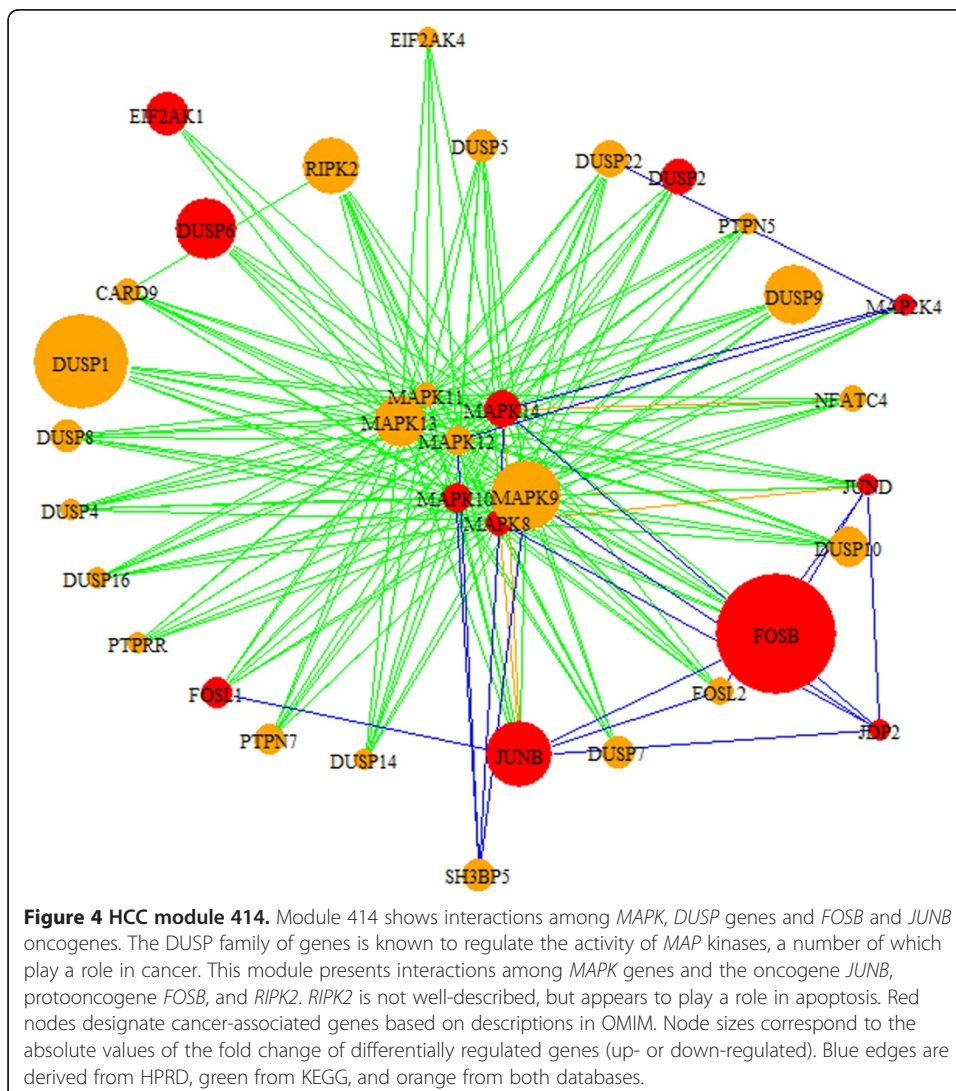 EIF2AK4
EIF2AK1
DUSP5
RIPK2
DUSP22
DUSP2
DUSP6
PTPN5
CARD9
DUSP9
MAP2K4
DUSP1
MAPK11
MAPK14
NFATC4
MAPK13
DUSP8
MAPK12
MAPK10
MAPK9
JUND
DUSP4
MAPK8
DUSP10
DUSP16
PTPRR
FOSB
FOSL1
FOSL2
PTPN7
JDP2
DUSP14
JUNB
DUSP7
SH3BP5
Figure 4 HCC module 414. Module 414 shows interactions among MAPK, DUSP genes and FOSB and JUNB
oncogenes. The DUSP family of genes is known to regulate the activity of MAP kinases, a number of which
play a role in cancer. This module presents interactions among MAPK genes and the oncogene JUNB,
protooncogene FOSB, and RIPK2. RIPK2 is not well-described, but appears to play a role in apoptosis. Red
nodes designate cancer-associated genes based on descriptions in OMIM. Node sizes correspond to the
absolute values of the fold change of differentially regulated genes (up- or down-regulated). Blue edges are
derived from HPRD, green from KEGG, and orange from both databases.